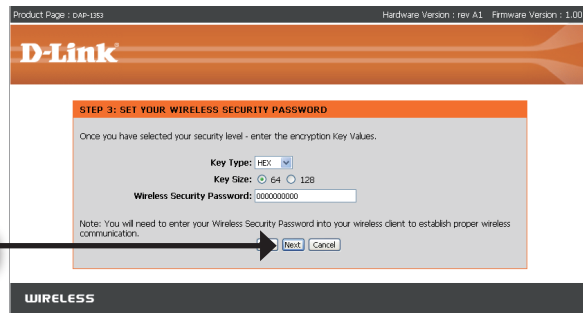 Product Page : DAP-1353 Hardware Version : rev A1 Firmware Version : 1.00
D-Link
STEP 3: SET YOUR WIRELESS SECURITY PASSWORD
Once you have selected your security level - enter the encryption Key Values.
Key Type: HEX
Key Size: 64 128
Wireless Security Password: 0000000000
Note: You will need to enter your Wireless Security Password into your wireless client to establish proper wireless
communication.
Next Cancel
WIRELESS